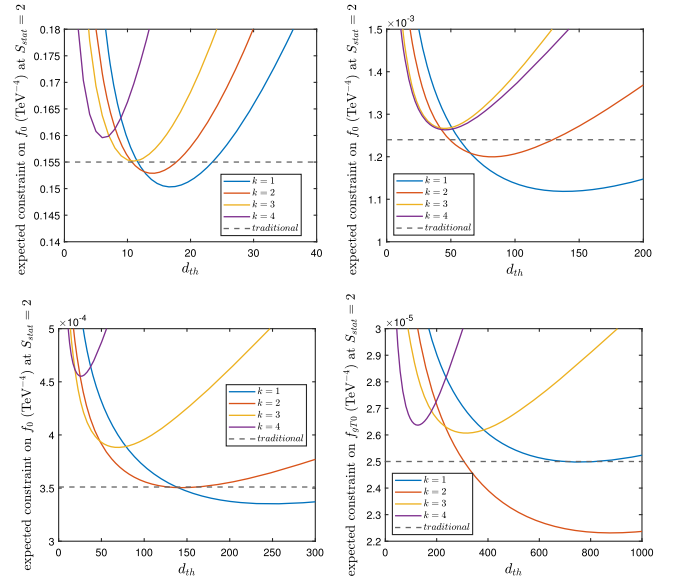 expected constraint on f₀ (TeV⁻⁴) at S_stat = 2
0.18
0.175
0.17
0.165
0.16
0.155
0.15
0.145
0.14
0
10
20
30
40
d_th
k = 1
k = 2
k = 3
k = 4
traditional
expected constraint on f₀ (TeV⁻⁴) at S_stat = 2
×10⁻³
1.5
1.4
1.3
1.2
1.1
1
0
50
100
150
200
d_th
k = 1
k = 2
k = 3
k = 4
traditional
expected constraint on f₀ (TeV⁻⁴) at S_stat = 2
×10⁻⁴
5
4.5
4
3.5
3
0
50
100
150
200
250
300
d_th
k = 1
k = 2
k = 3
k = 4
traditional
expected constraint on f_gT0 (TeV⁻⁴) at S_stat = 2
×10⁻⁵
3
2.9
2.8
2.7
2.6
2.5
2.4
2.3
2.2
0
200
400
600
800
1000
d_th
k = 1
k = 2
k = 3
k = 4
traditional